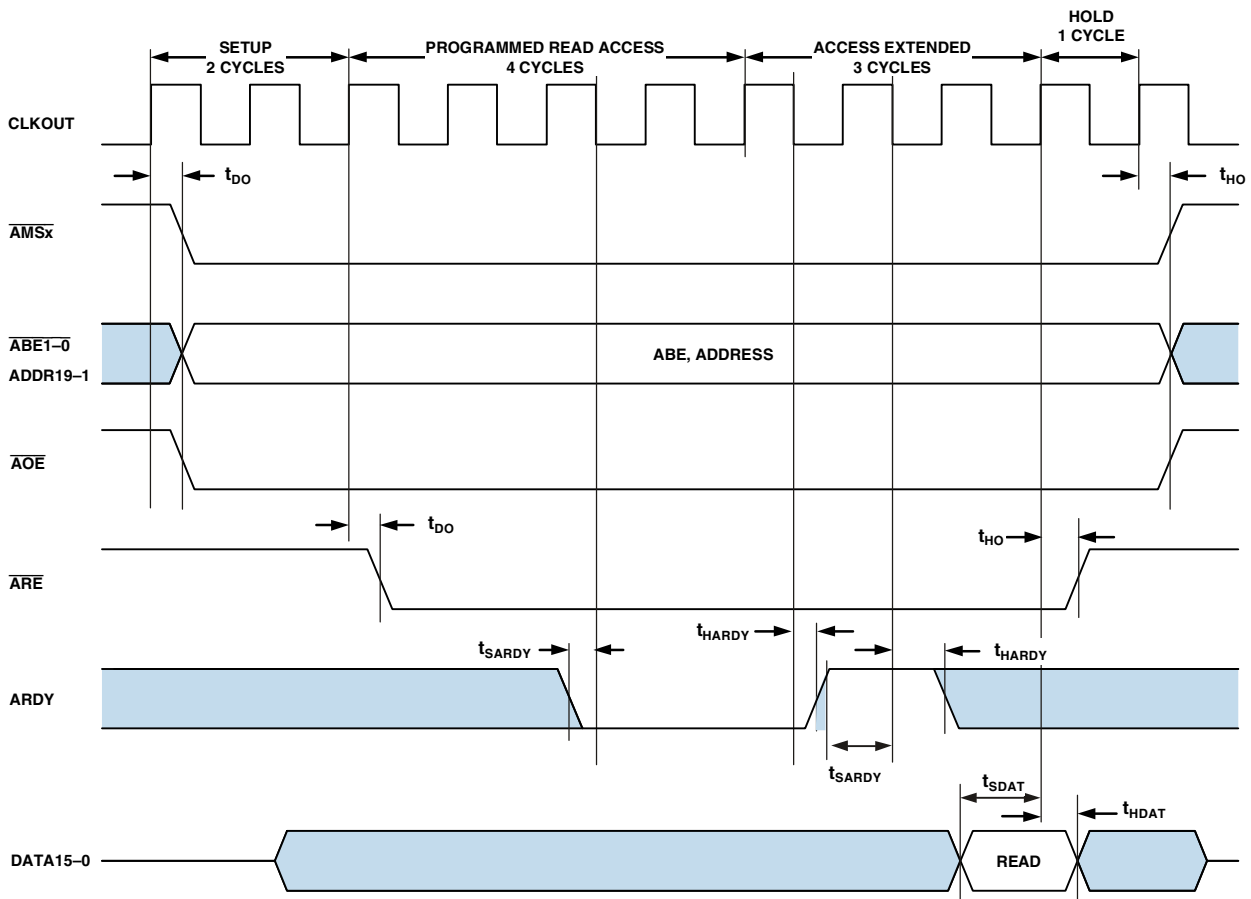 SETUP
2 CYCLES
PROGRAMMED READ ACCESS
4 CYCLES
ACCESS EXTENDED
3 CYCLES
HOLD
1 CYCLE
CLKOUT
tDO
tHO
AMSx
ABE1–0
ADDR19–1
ABE, ADDRESS
AOE
tDO
tHO
ARE
tSARDY
tHARDY
tHARDY
ARDY
tSARDY
tSDAT
tHDAT
DATA15–0
READ